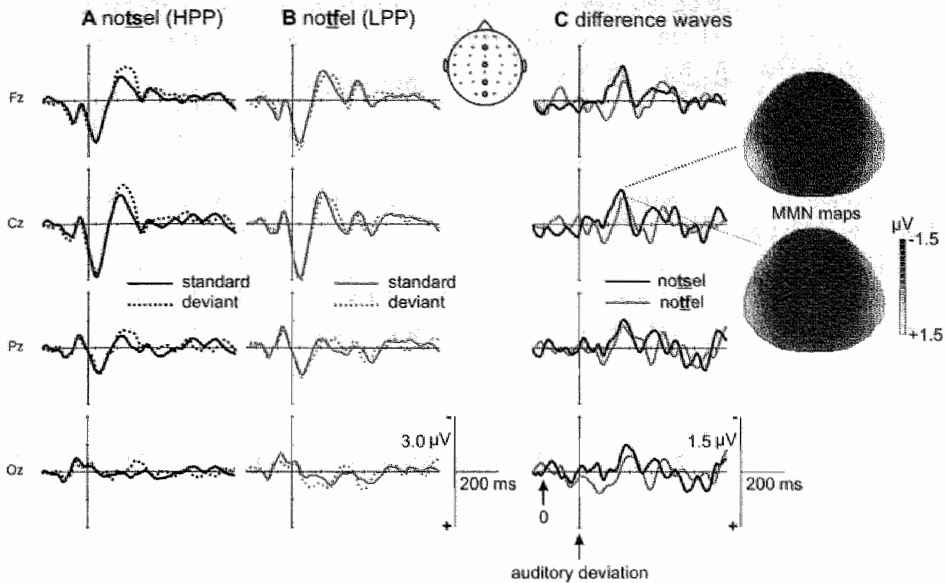 A notsel (HPP)
B notfel (LPP)
C difference waves
Fz
Cz
MMN maps
µV
-1.5
+1.5
standard
deviant
standard
deviant
notsel
notfel
Pz
Oz
3.0 µV
-
+
200 ms
1.5 µV
-
+
200 ms
0
auditory deviation